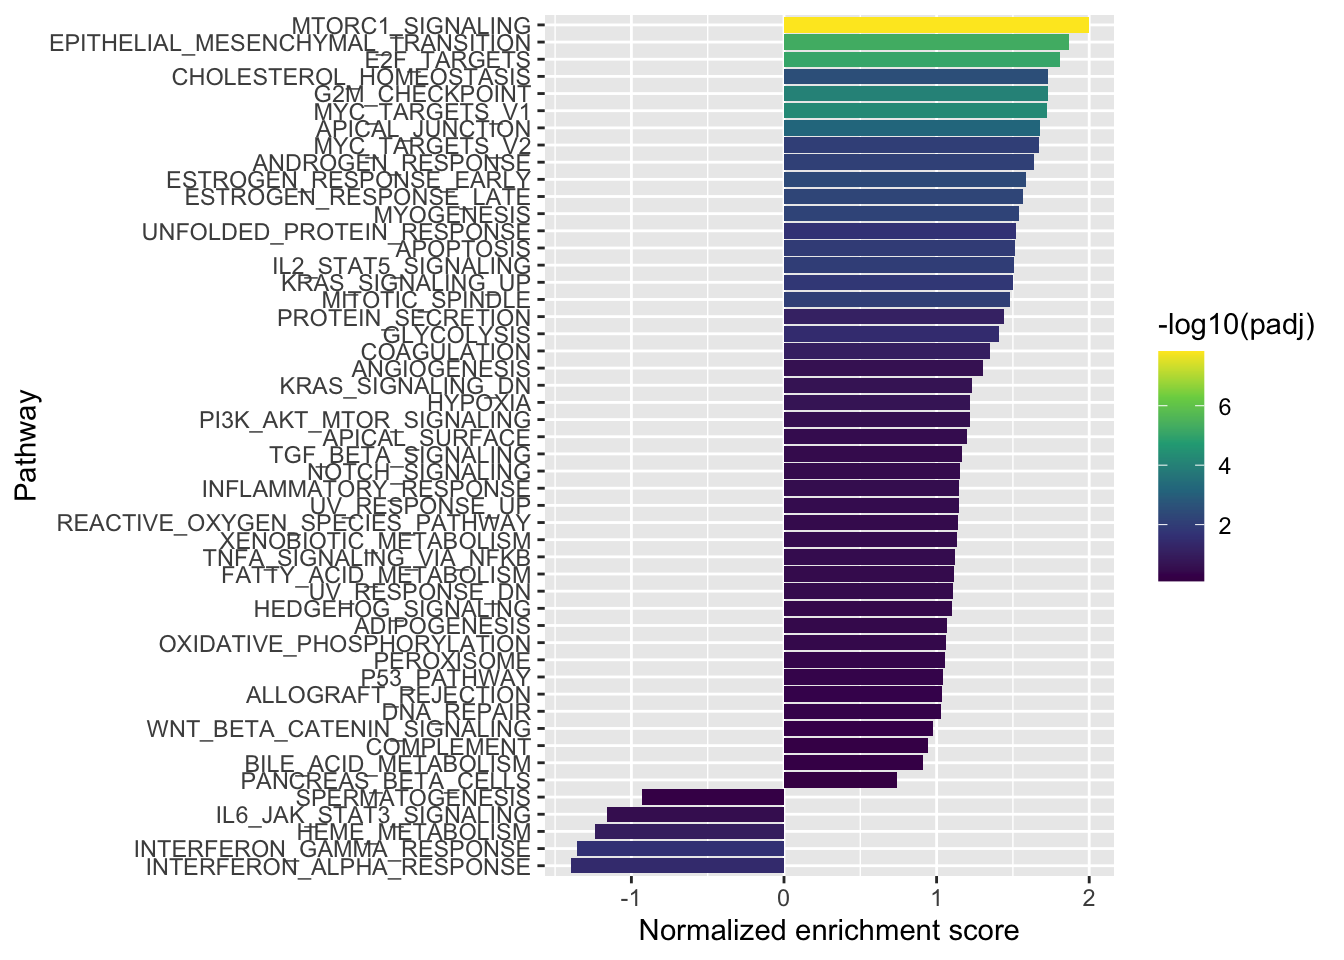 MTORC1_SIGNALING
EPITHELIAL_MESENCHYMAL_TRANSITION
E2F_TARGETS
CHOLESTEROL_HOMEOSTASIS
G2M_CHECKPOINT
MYC_TARGETS_V1
APICAL_JUNCTION
MYC_TARGETS_V2
ANDROGEN_RESPONSE
ESTROGEN_RESPONSE_EARLY
ESTROGEN_RESPONSE_LATE
MYOGENESIS
UNFOLDED_PROTEIN_RESPONSE
APOPTOSIS
IL2_STAT5_SIGNALING
KRAS_SIGNALING_UP
MITOTIC_SPINDLE
PROTEIN_SECRETION
GLYCOLYSIS
COAGULATION
ANGIOGENESIS
KRAS_SIGNALING_DN
HYPOXIA
PI3K_AKT_MTOR_SIGNALING
APICAL_SURFACE
TGF_BETA_SIGNALING
NOTCH_SIGNALING
INFLAMMATORY_RESPONSE
UV_RESPONSE_UP
REACTIVE_OXYGEN_SPECIES_PATHWAY
XENOBIOTIC_METABOLISM
TNFA_SIGNALING_VIA_NFKB
FATTY_ACID_METABOLISM
UV_RESPONSE_DN
HEDGEHOG_SIGNALING
ADIPOGENESIS
OXIDATIVE_PHOSPHORYLATION
PEROXISOME
P53_PATHWAY
ALLOGRAFT_REJECTION
DNA_REPAIR
WNT_BETA_CATENIN_SIGNALING
COMPLEMENT
BILE_ACID_METABOLISM
PANCREAS_BETA_CELLS
SPERMATOGENESIS
IL6_JAK_STAT3_SIGNALING
HEME_METABOLISM
INTERFERON_GAMMA_RESPONSE
INTERFERON_ALPHA_RESPONSE
Pathway
-1 0 1 2
Normalized enrichment score
-log10(padj)
6
4
2